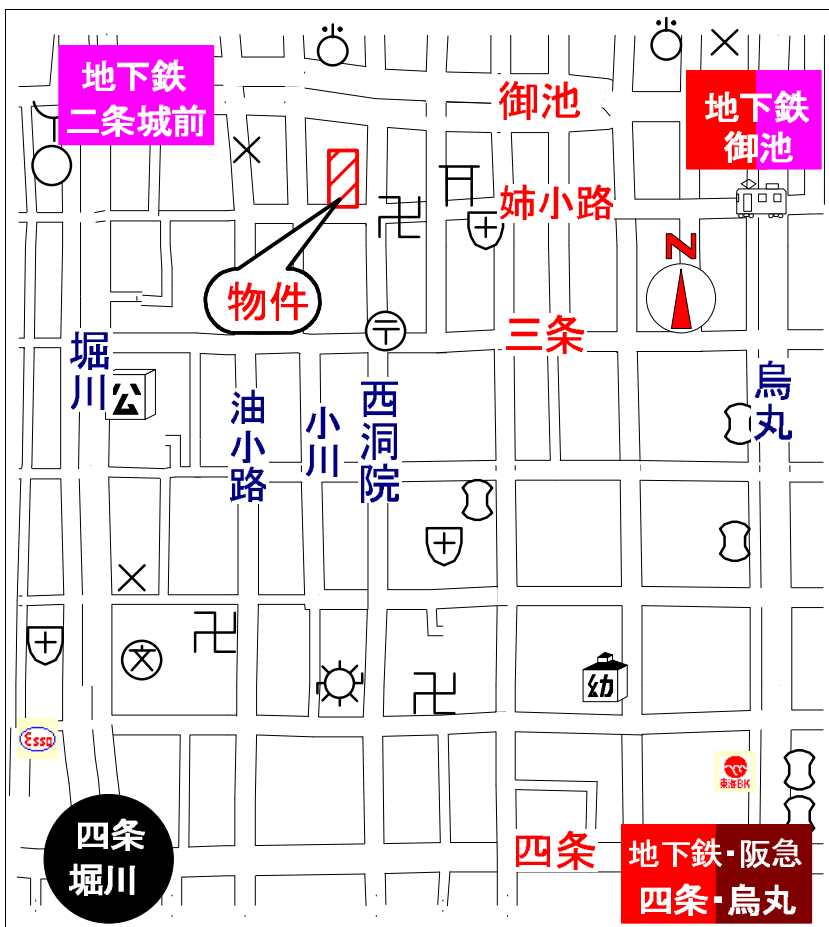 地下鉄
二条城前
御池
地下鉄
御池
姉小路
N
物件
〒
三条
堀川
公
油小路
小川
西洞院
烏丸
文
幼
Esso
東海BK
四条
堀川
四条
地下鉄・阪急
四条・烏丸